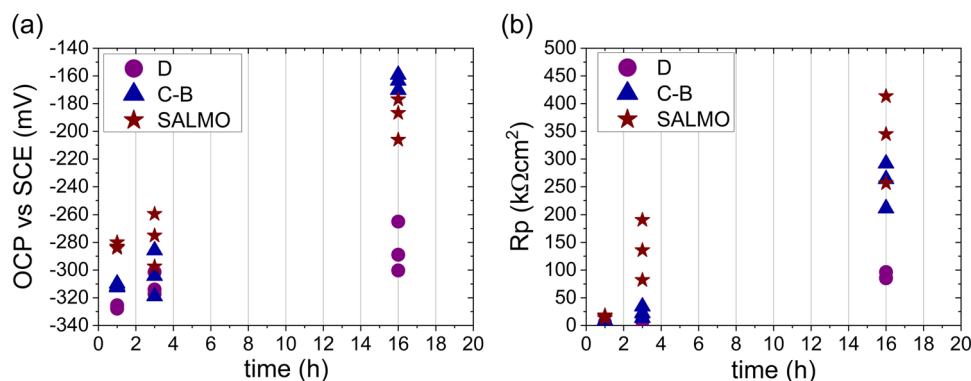 (a)
OCP vs SCE (mV)
-140
-160
-180
-200
-220
-240
-260
-280
-300
-320
-340
D
C-B
SALMO
0 2 4 6 8 10 12 14 16 18 20
time (h)
(b)
Rp (kΩcm²)
500
450
400
350
300
250
200
150
100
50
0
D
C-B
SALMO
0 2 4 6 8 10 12 14 16 18 20
time (h)